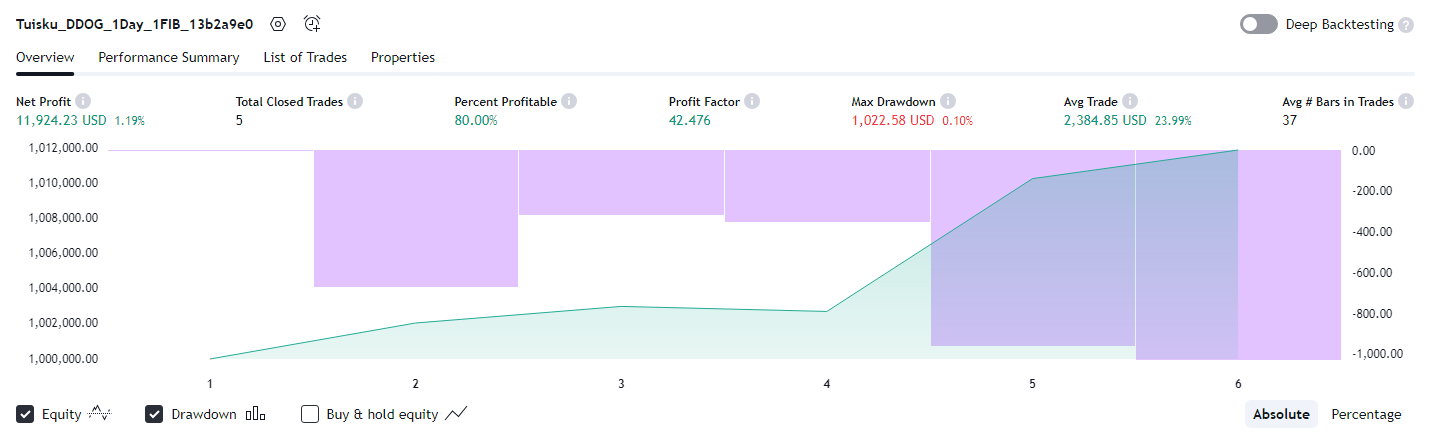 Tuisku_DDOG_1Day_1FIB_13b2a9e0 Deep Backtesting ?
Overview Performance Summary List of Trades Properties
Net Profit i Total Closed Trades i Percent Profitable i Profit Factor i Max Drawdown i Avg Trade i Avg # Bars in Trades i
11,924.23 USD 1.19% 5 80.00% 42.476 1,022.58 USD 0.10% 2,384.85 USD 23.99% 37
1,012,000.00 0.00
1,010,000.00 -200.00
1,008,000.00 -400.00
1,006,000.00 -600.00
1,004,000.00 -800.00
1,002,000.00 -1,000.00
1,000,000.00
1 2 3 4 5 6
Equity Drawdown Buy & hold equity Absolute Percentage